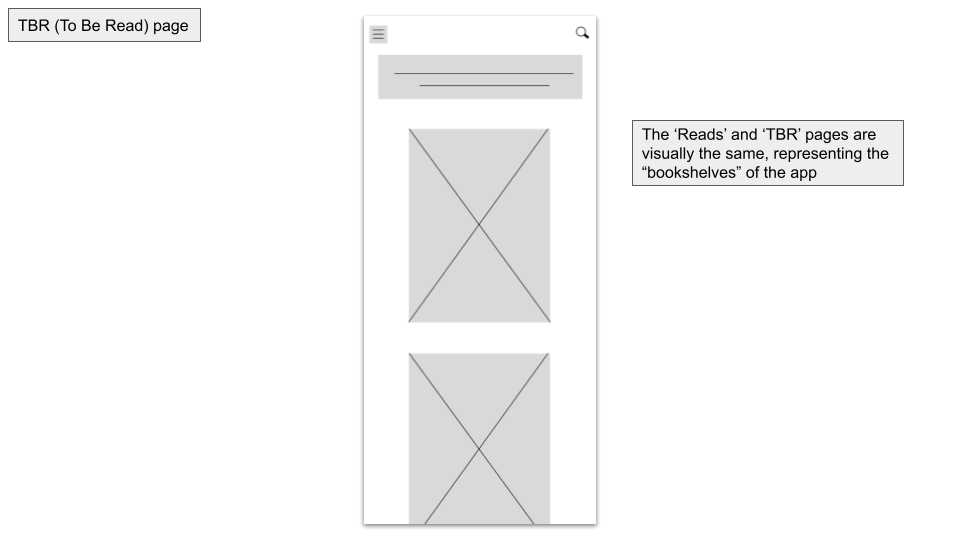 TBR (To Be Read) page
The ‘Reads’ and ‘TBR’ pages are
visually the same, representing the
“bookshelves” of the app